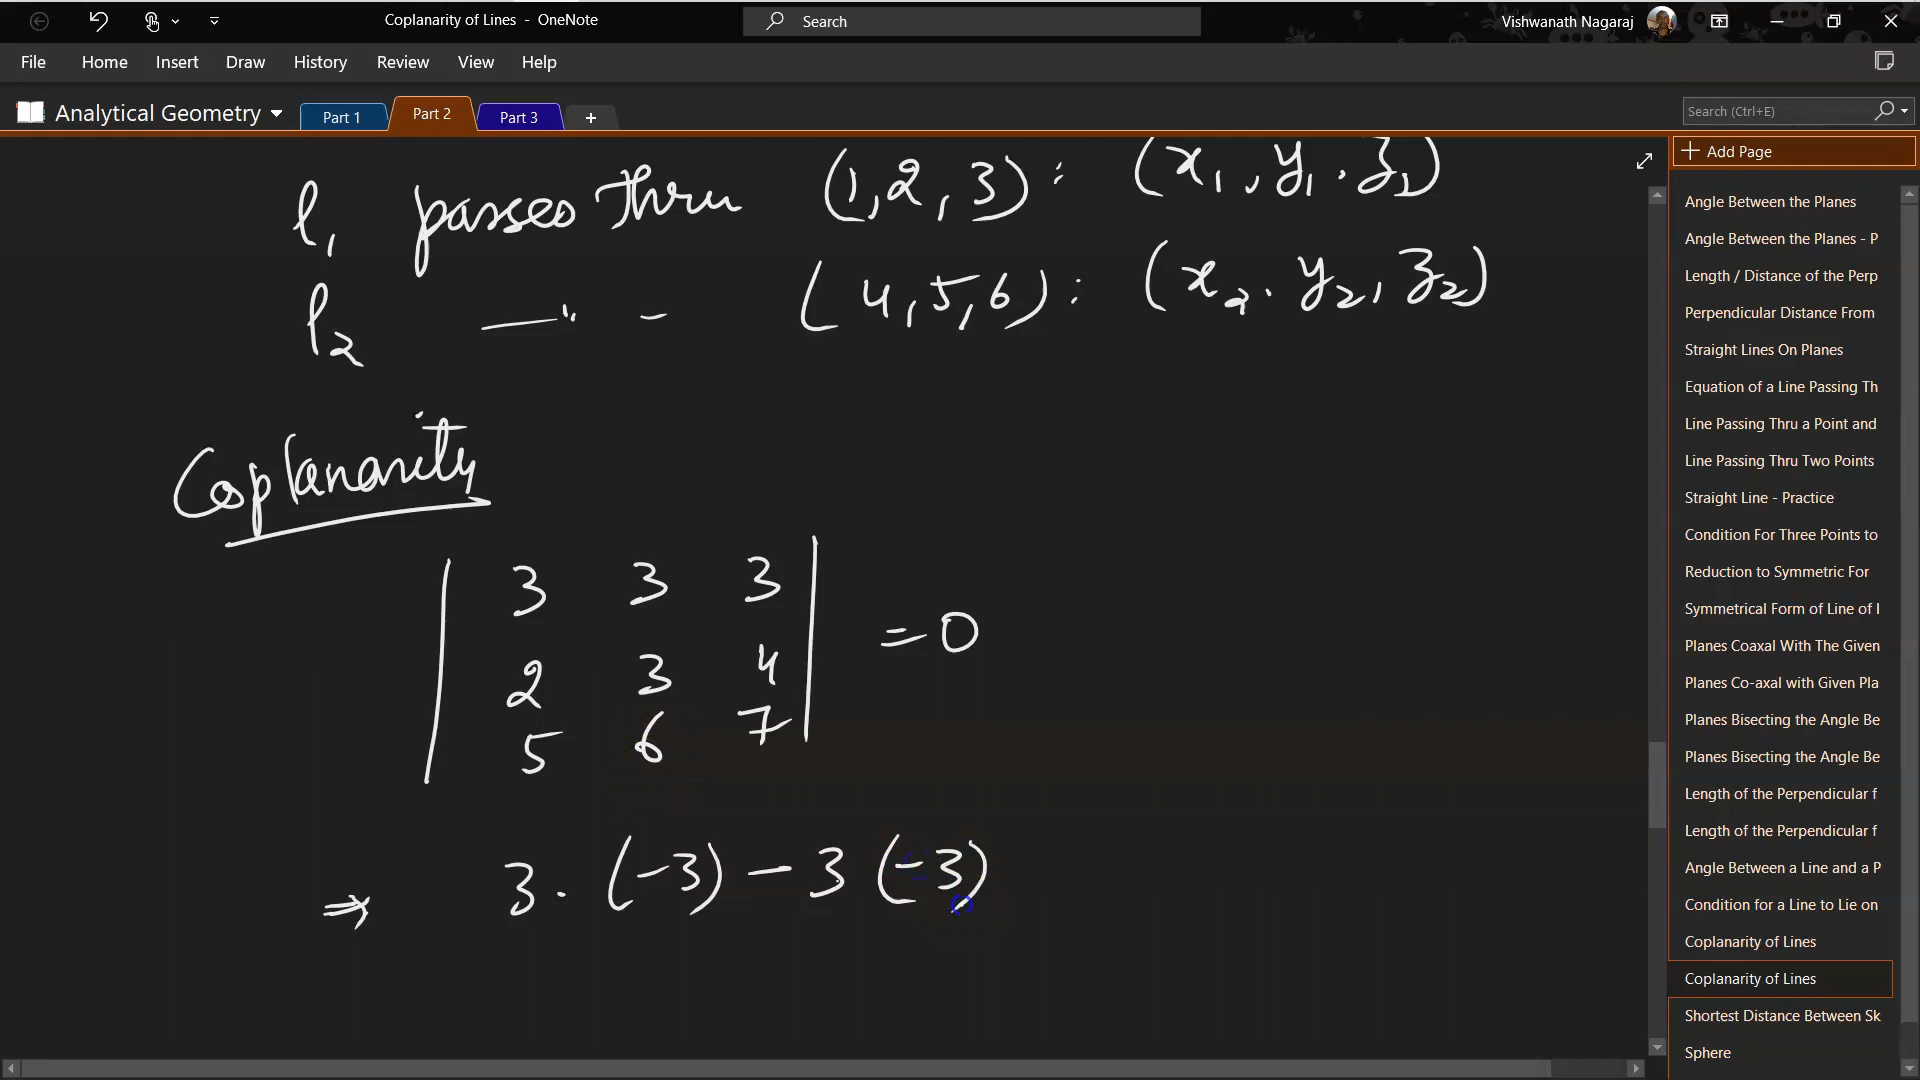 Coplanarity of Lines - OneNote
Search
Vishwanath Nagaraj
File Home Insert Draw History Review View Help
Analytical Geometry Part 1 Part 2 Part 3 +
Search (Ctrl+E)
l₁ passes thru (1,2,3): (x₁, y₁, z₁)
l₂ —"— (4,5,6): (x₂, y₂, z₂)
Coplanarity
| 3 3 3 |
| 2 3 4 | = 0
| 5 6 7 |
⇒ 3·(-3) - 3(-3)
Add Page
Angle Between the Planes
Angle Between the Planes - P
Length / Distance of the Perp
Perpendicular Distance From
Straight Lines On Planes
Equation of a Line Passing Th
Line Passing Thru a Point and
Line Passing Thru Two Points
Straight Line - Practice
Condition For Three Points to
Reduction to Symmetric For
Symmetrical Form of Line of I
Planes Coaxal With The Given
Planes Co-axal with Given Pla
Planes Bisecting the Angle Be
Planes Bisecting the Angle Be
Length of the Perpendicular f
Length of the Perpendicular f
Angle Between a Line and a P
Condition for a Line to Lie on
Coplanarity of Lines
Coplanarity of Lines
Shortest Distance Between Sk
Sphere